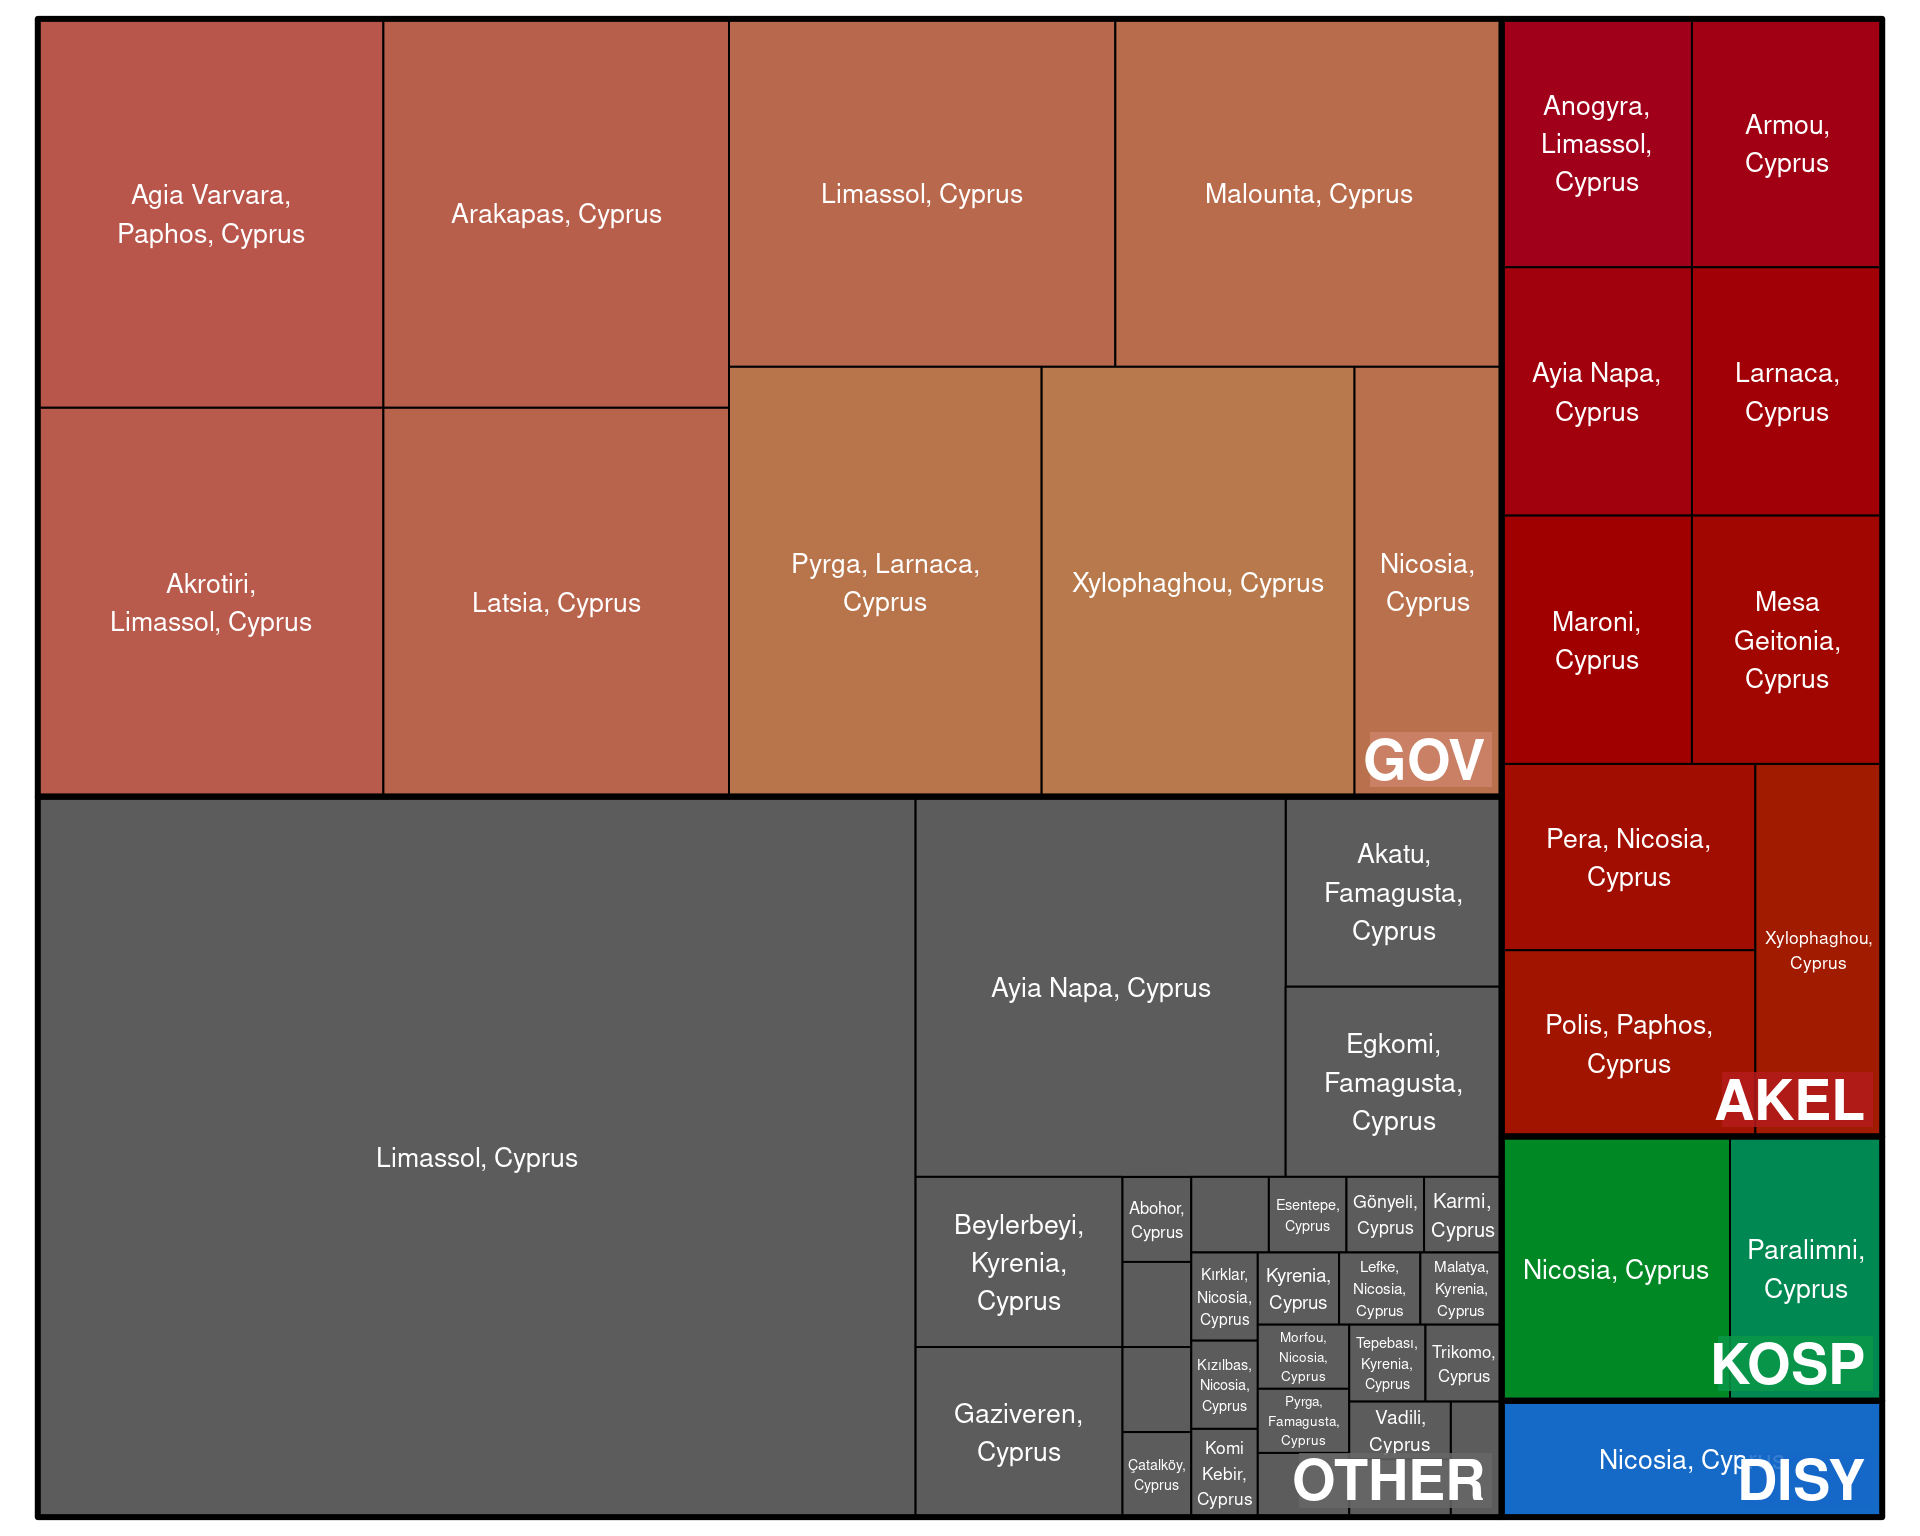 Agia Varvara,
Paphos, Cyprus
Arakapas, Cyprus
Limassol, Cyprus
Malounta, Cyprus
Akrotiri,
Limassol, Cyprus
Latsia, Cyprus
Pyrga, Larnaca,
Cyprus
Xylophaghou, Cyprus
Nicosia,
Cyprus
GOV
Anogyra,
Limassol,
Cyprus
Armou,
Cyprus
Ayia Napa,
Cyprus
Larnaca,
Cyprus
Maroni,
Cyprus
Mesa
Geitonia,
Cyprus
Pera, Nicosia,
Cyprus
Xylophaghou,
Cyprus
Polis, Paphos,
Cyprus
AKEL
Limassol, Cyprus
Ayia Napa, Cyprus
Akatu,
Famagusta,
Cyprus
Egkomi,
Famagusta,
Cyprus
Beylerbeyi,
Kyrenia,
Cyprus
Gaziveren,
Cyprus
Abohor,
Cyprus
Çatalköy,
Cyprus
Esentepe,
Cyprus
Gönyeli,
Cyprus
Karmi,
Cyprus
Kırklar,
Nicosia,
Cyprus
Kyrenia,
Cyprus
Lefke,
Nicosia,
Cyprus
Malatya,
Kyrenia,
Cyprus
Kızılbas,
Nicosia,
Cyprus
Morfou,
Nicosia,
Cyprus
Tepebası,
Kyrenia,
Cyprus
Trikomo,
Cyprus
Pyrga,
Famagusta,
Cyprus
Komi
Kebir,
Cyprus
Vadili,
Cyprus
OTHER
Nicosia, Cyprus
Paralimni,
Cyprus
KOSP
Nicosia, Cyprus
DISY